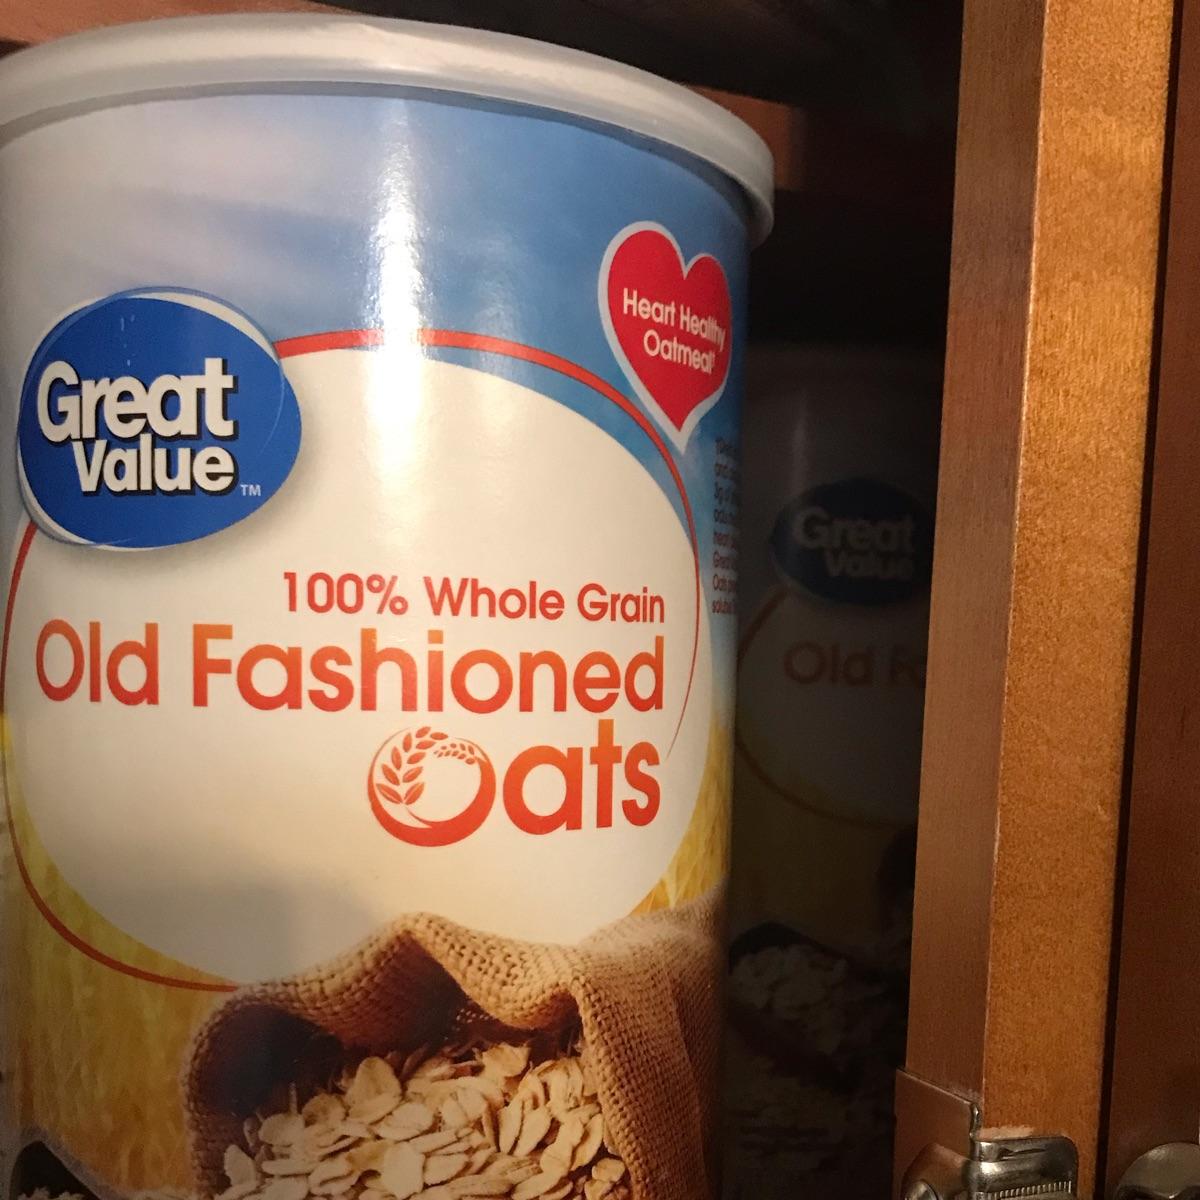 Great
Value
TM
Heart Healthy
Oatmeal
100% Whole Grain
Old Fashioned
Oats
Great
Value
Old